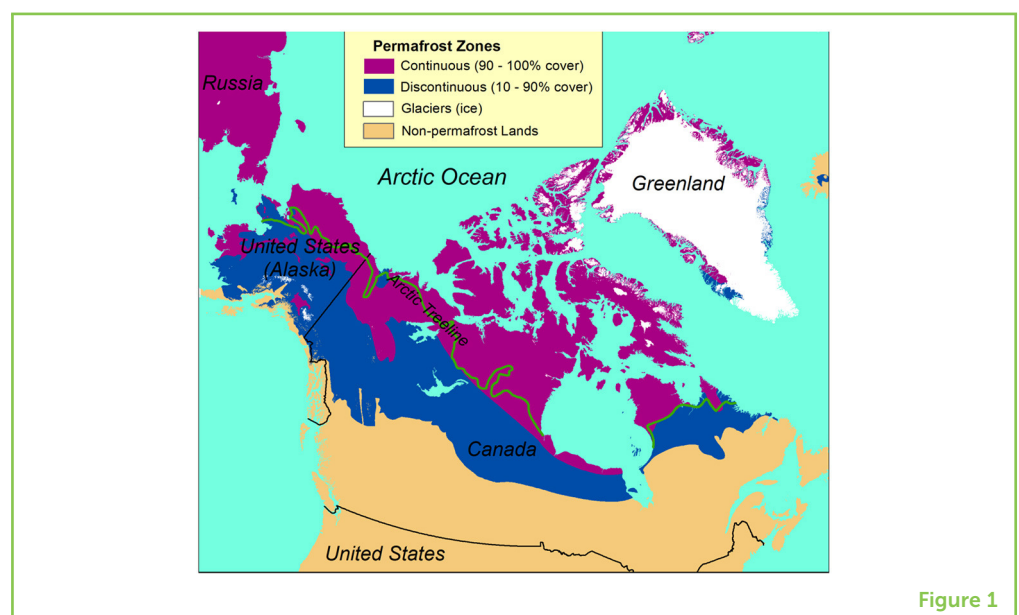 Permafrost Zones
Continuous (90 - 100% cover)
Discontinuous (10 - 90% cover)
Glaciers (ice)
Non-permafrost Lands
Russia
Arctic Ocean
Greenland
United States
(Alaska)
Arctic Treeline
Canada
United States
Figure 1